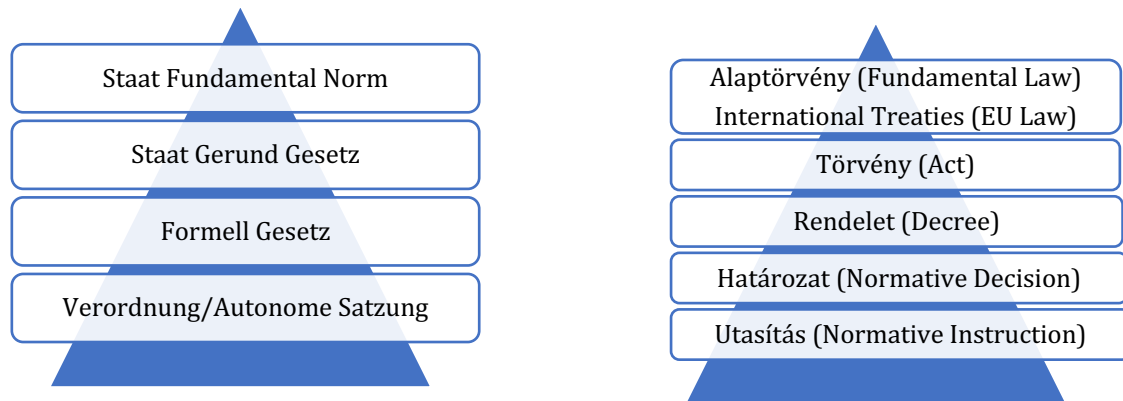 Staat Fundamental Norm
Staat Gerund Gesetz
Formell Gesetz
Verordnung/Autonome Satzung
Alaptörvény (Fundamental Law)
International Treaties (EU Law)
Törvény (Act)
Rendelet (Decree)
Határozat (Normative Decision)
Utasítás (Normative Instruction)